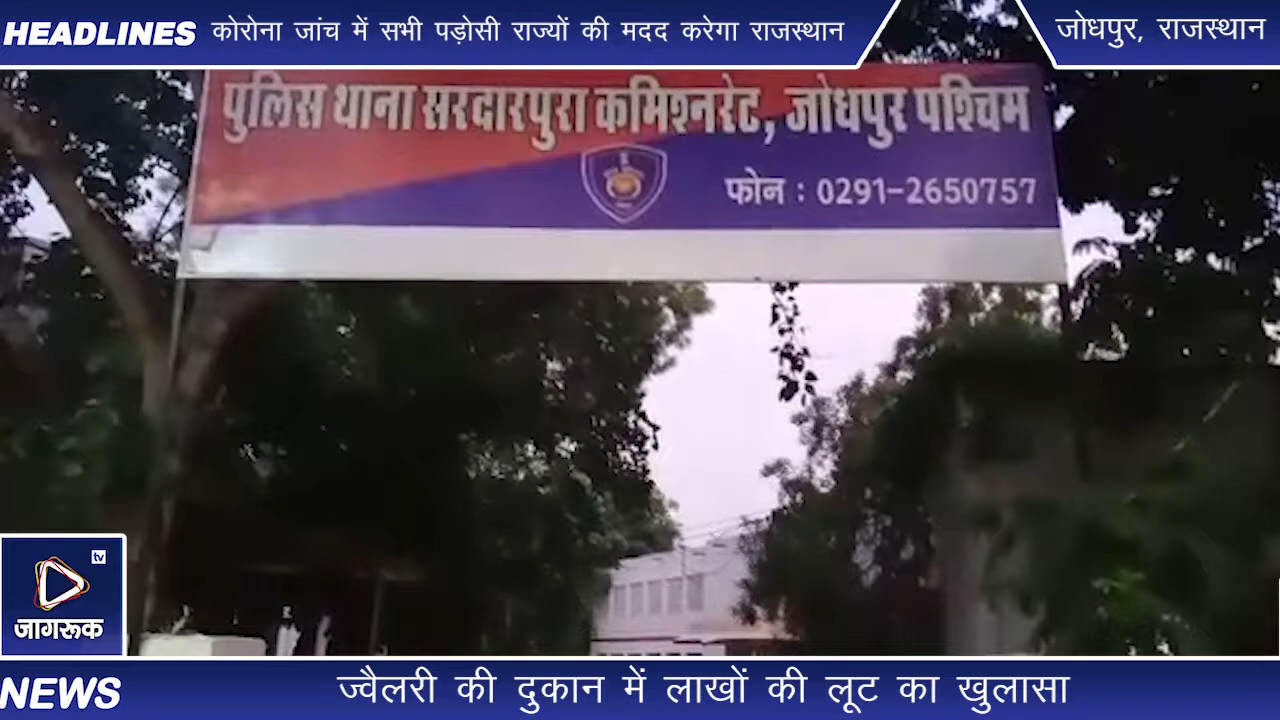 HEADLINES कोरोना जांच में सभी पड़ोसी राज्यों की मदद करेगा राजस्थान
जोधपुर, राजस्थान
पुलिस थाना सरदारपुरा कमिश्नरेट, जोधपुर पश्चिम
फोन : 0291-2650757
tv
जागरूक
NEWS ज्वैलरी की दुकान में लाखों की लूट का खुलासा